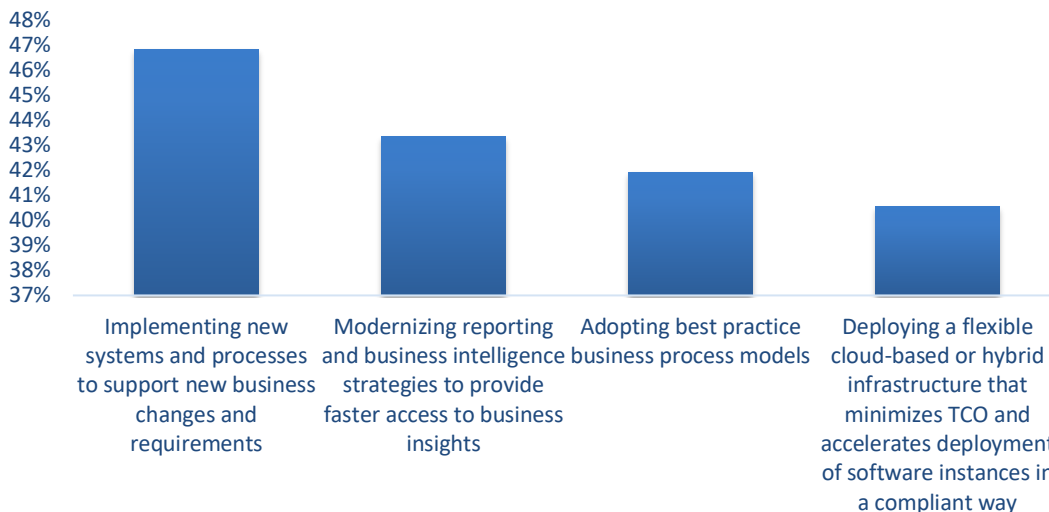 48%
47%
46%
45%
44%
43%
42%
41%
40%
39%
38%
37%
Implementing new
systems and processes
to support new business
changes and
requirements
Modernizing reporting
and business intelligence
strategies to provide
faster access to business
insights
Adopting best practice
business process models
Deploying a flexible
cloud-based or hybrid
infrastructure that
minimizes TCO and
accelerates deployment
of software instances in
a compliant way